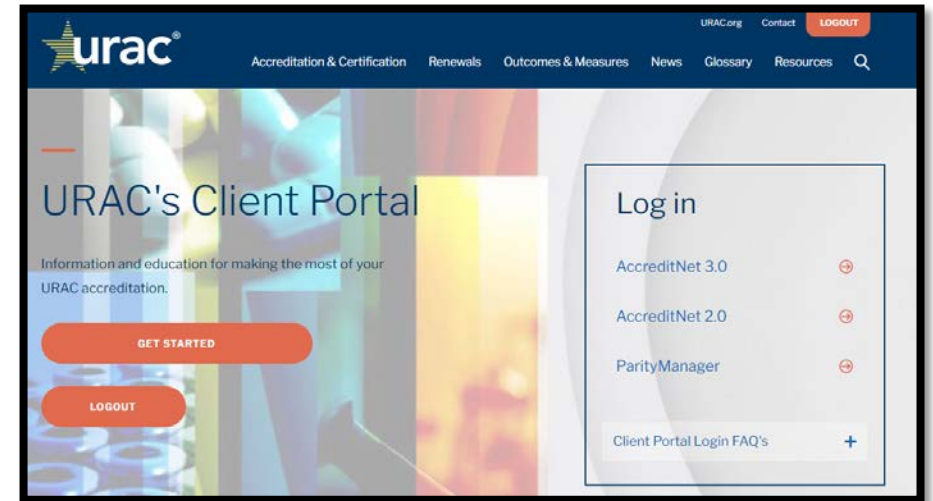 URAC.org Contact LOGOUT
urac®
Accreditation & Certification Renewals Outcomes & Measures News Glossary Resources
URAC's Client Portal
Information and education for making the most of your
URAC accreditation.
GET STARTED
LOGOUT
Log in
AccreditNet 3.0
AccreditNet 2.0
ParityManager
Client Portal Login FAQ's +